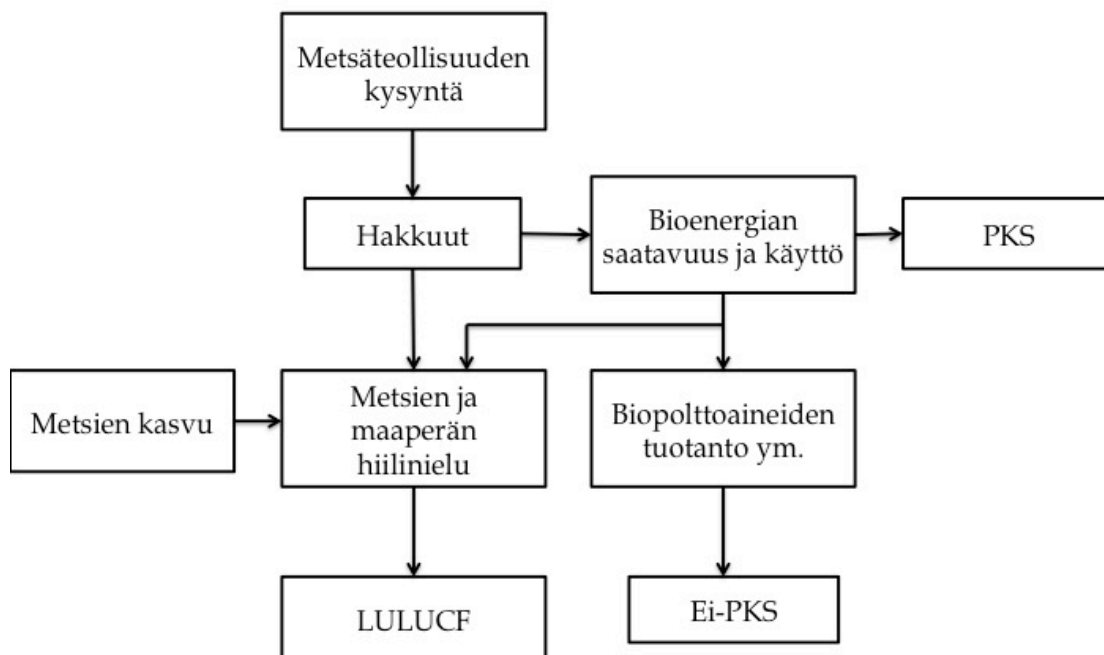 Metsäteollisuuden
kysyntä
Hakkuut
Bioenergian
saatavuus ja käyttö
PKS
Metsien kasvu
Metsien ja
maaperän
hiilinielu
Biopolttoaineiden
tuotanto ym.
LULUCF
Ei-PKS